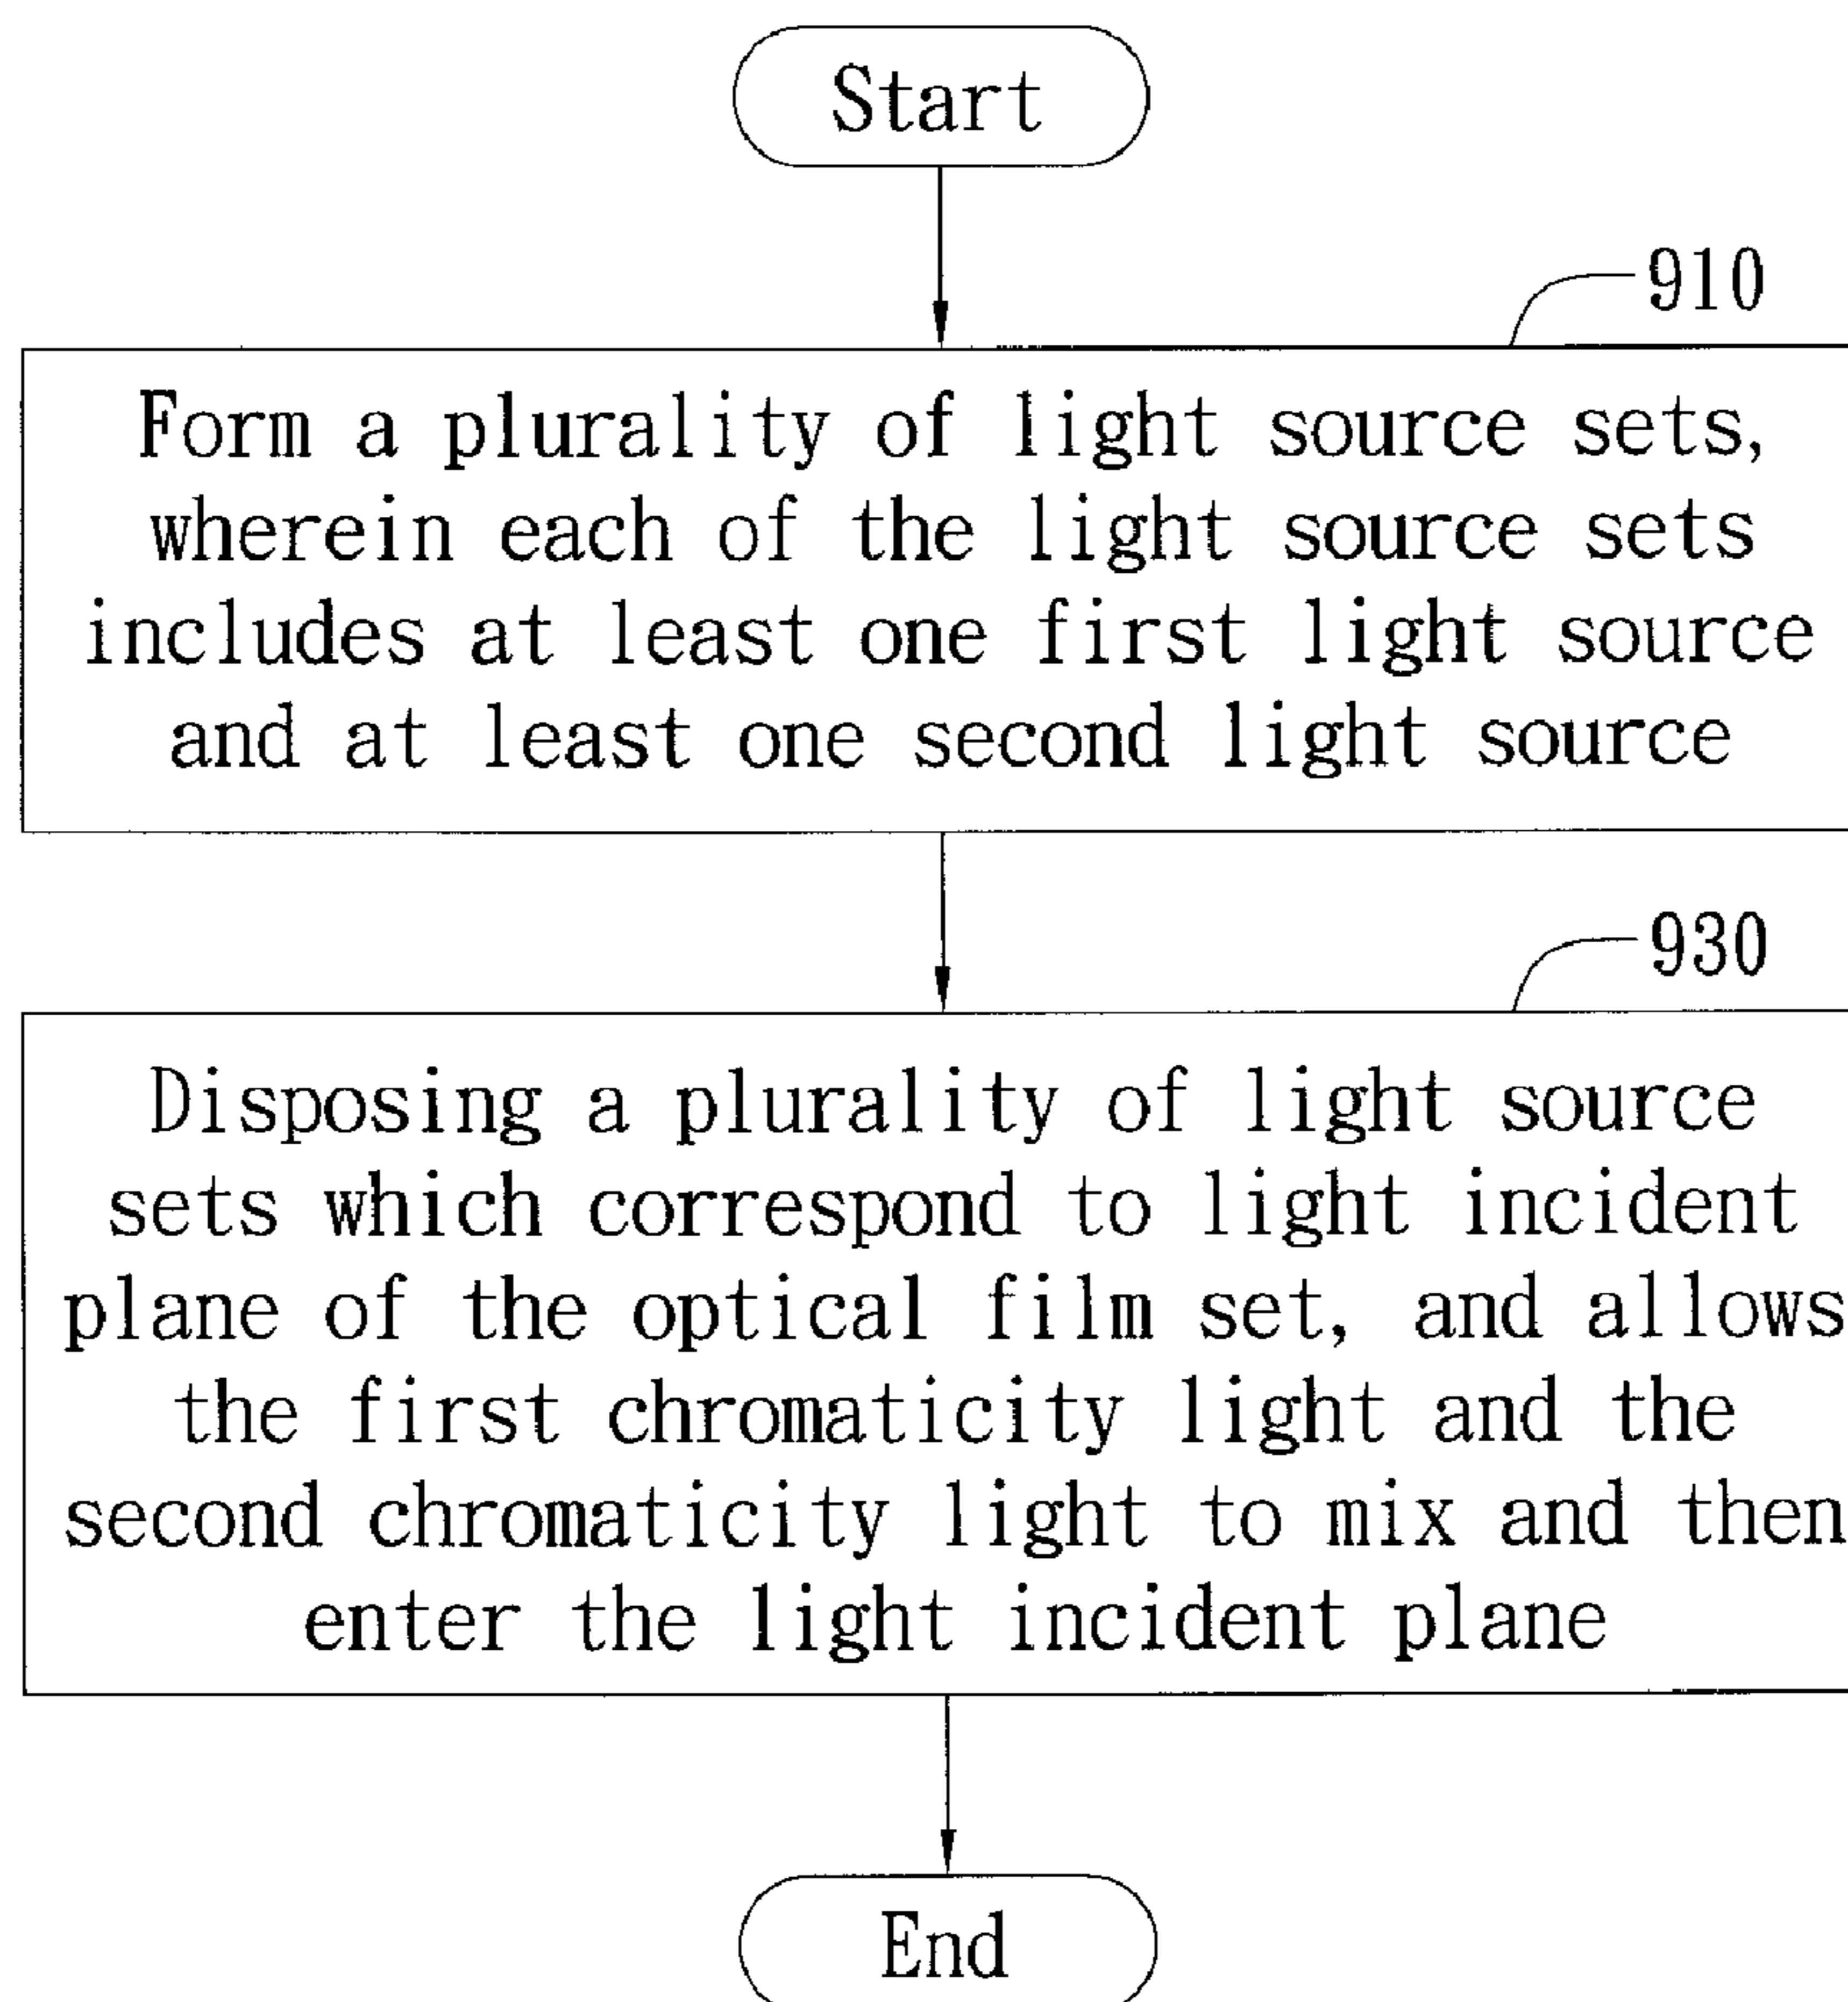 Start
910
Form a plurality of light source sets,
wherein each of the light source sets
includes at least one first light source
and at least one second light source
930
Disposing a plurality of light source
sets which correspond to light incident
plane of the optical film set, and allows
the first chromaticity light and the
second chromaticity light to mix and then
enter the light incident plane
End